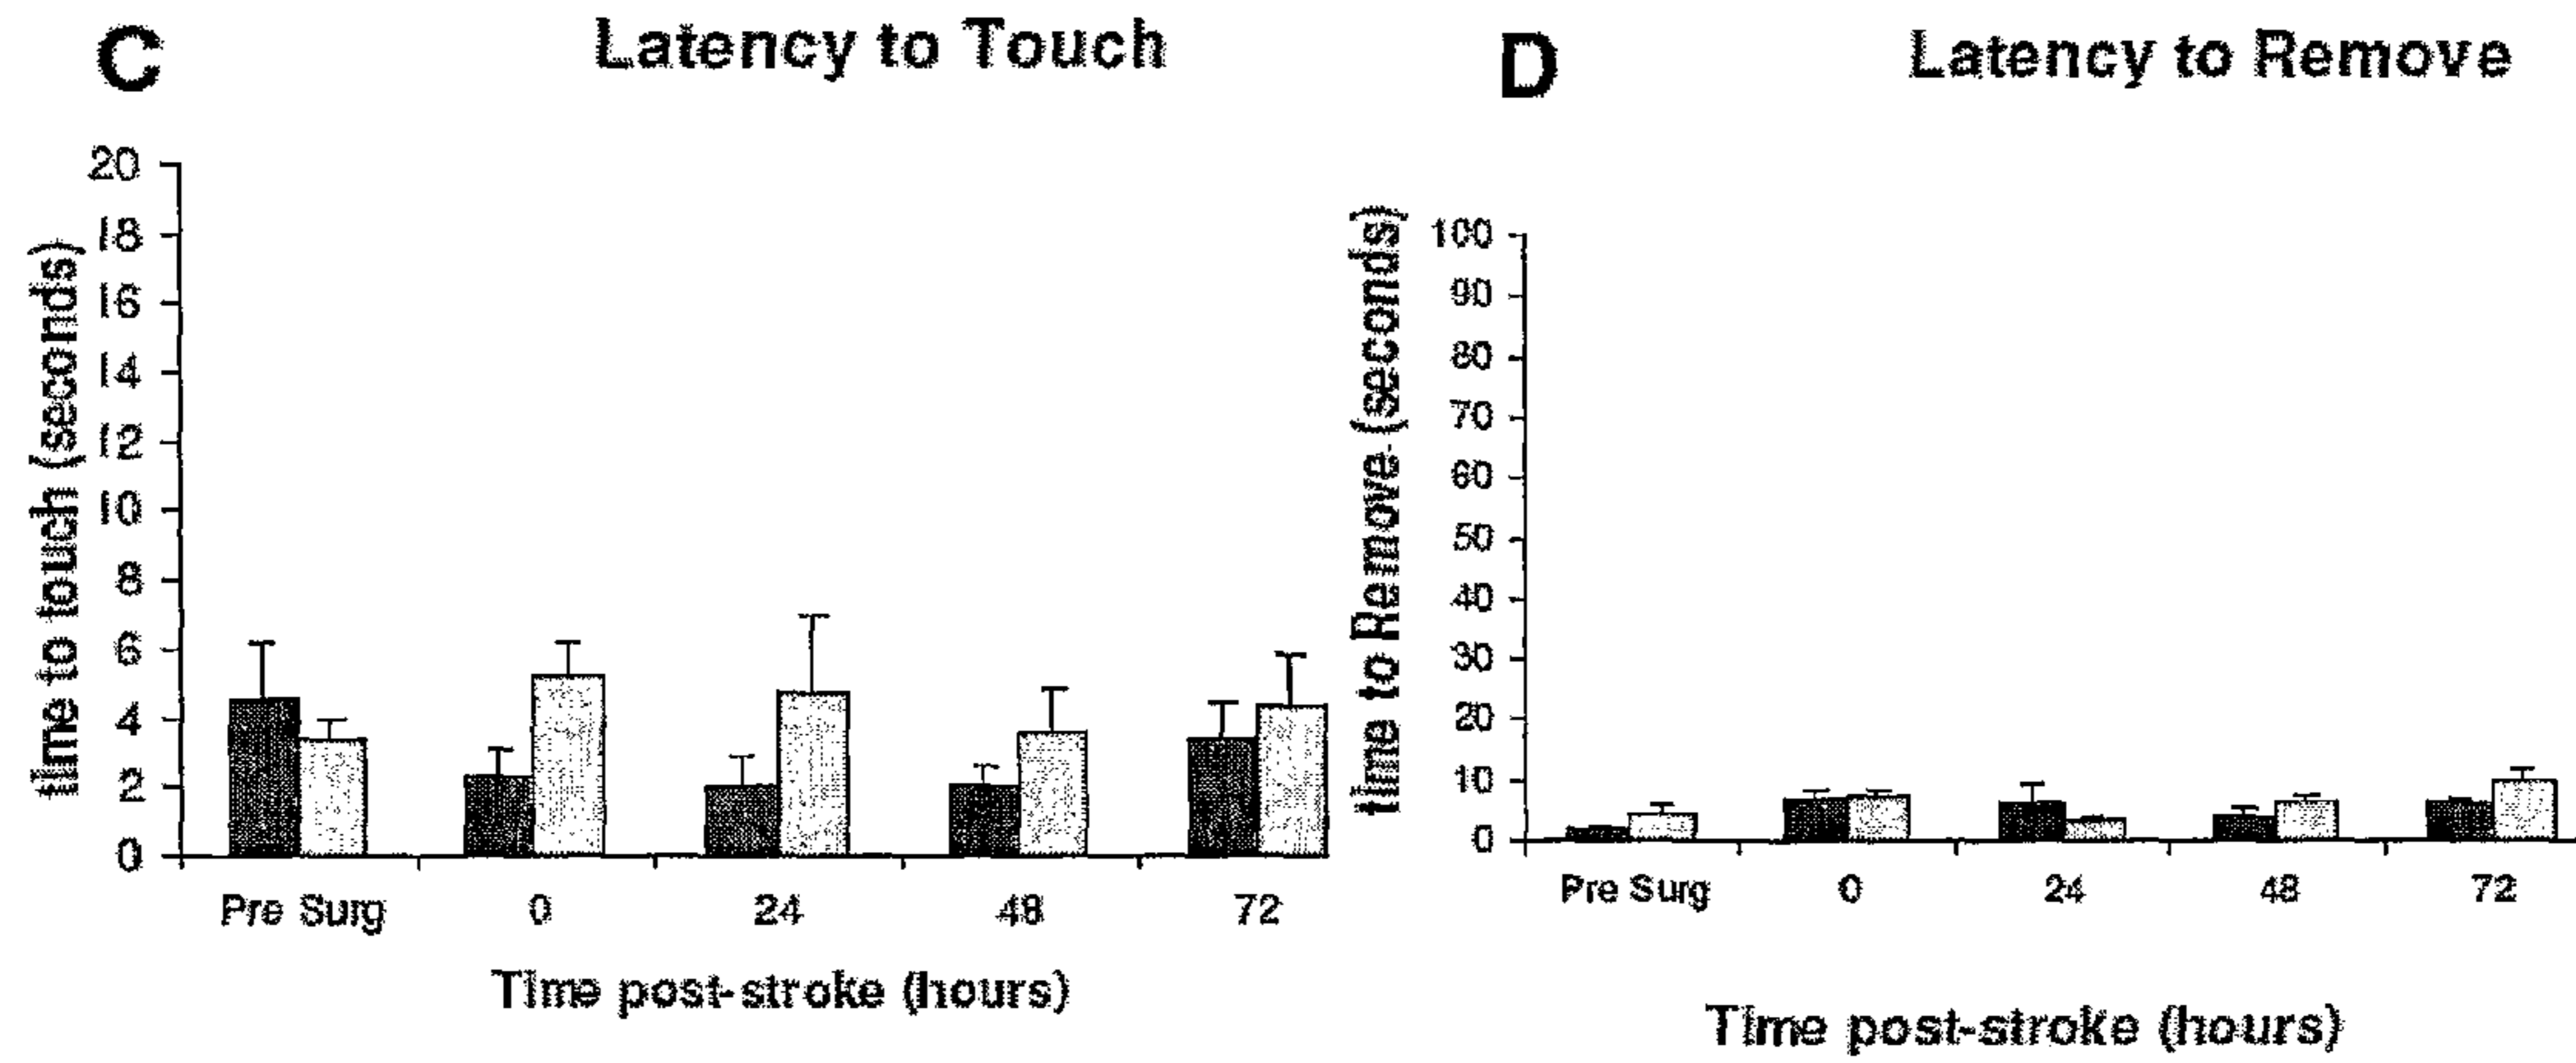 C
Latency to Touch
time to touch (seconds)
20
18
16
14
12
10
8
6
4
2
0
Pre Surg 0 24 48 72
Time post-stroke (hours)
D
Latency to Remove
time to Remove (seconds)
100
90
80
70
60
50
40
30
20
10
0
Pre Surg 0 24 48 72
Time post-stroke (hours)